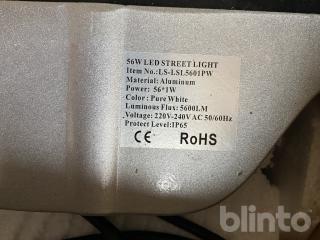 56W LED STREET LIGHT
Item No.:LS-LSL5601PW
Material: Aluminum
Power: 56*1W
Color: Pure White
Luminous Flux: 5600LM
Voltage: 220V-240V AC 50/60Hz
Protect Level:IP65
CE RoHS
blinto